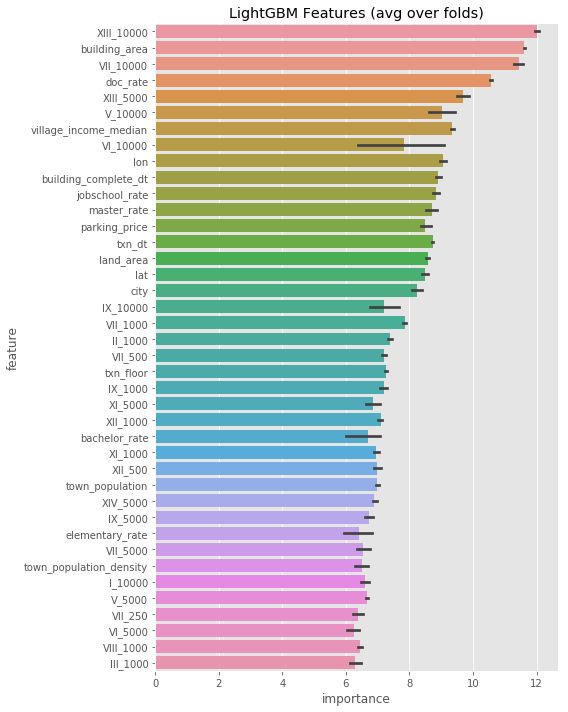 LightGBM Features (avg over folds)
feature
XIII_10000
building_area
VII_10000
doc_rate
XIII_5000
V_10000
village_income_median
VI_10000
lon
building_complete_dt
jobschool_rate
master_rate
parking_price
txn_dt
land_area
lat
city
IX_10000
VII_1000
II_1000
VII_500
txn_floor
IX_1000
XI_5000
XII_1000
bachelor_rate
XI_1000
XII_500
town_population
XIV_5000
IX_5000
elementary_rate
VII_5000
town_population_density
I_10000
V_5000
VII_250
VI_5000
VIII_1000
III_1000
0 2 4 6 8 10 12
importance